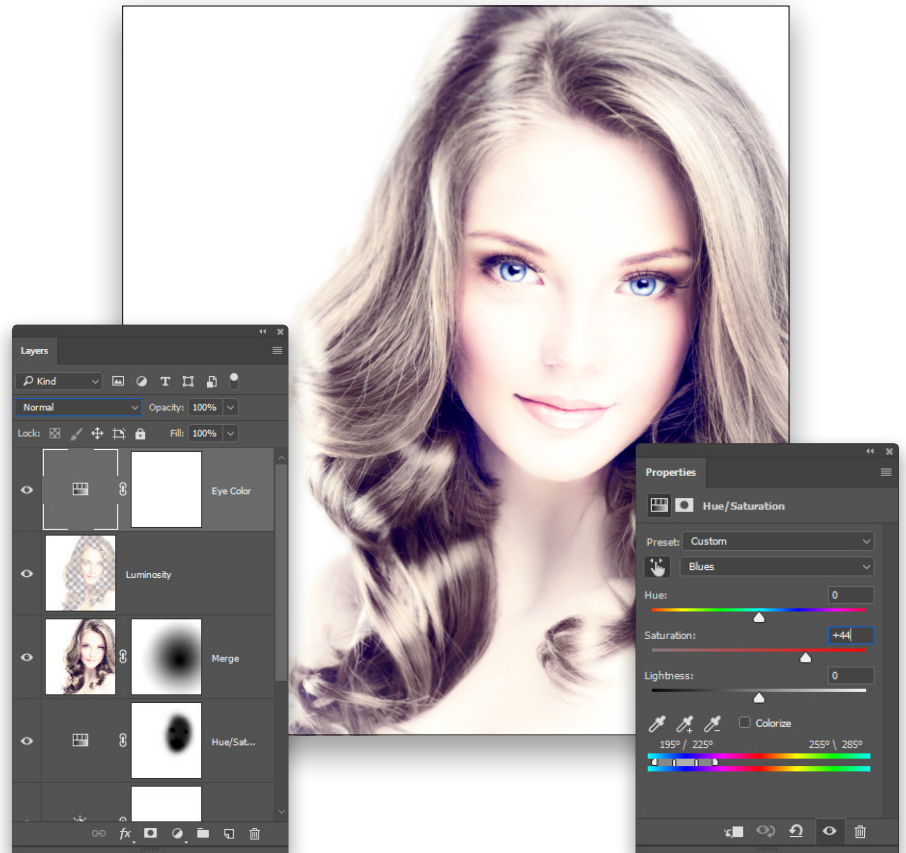 Layers
Kind
Normal Opacity: 100%
Lock: Fill: 100%
Eye Color
Luminosity
Merge
Hue/Sat...
fx
Properties
Hue/Saturation
Preset: Custom
Blues
Hue: 0
Saturation: +44
Lightness: 0
Colorize
195° / 225° 255° \ 285°